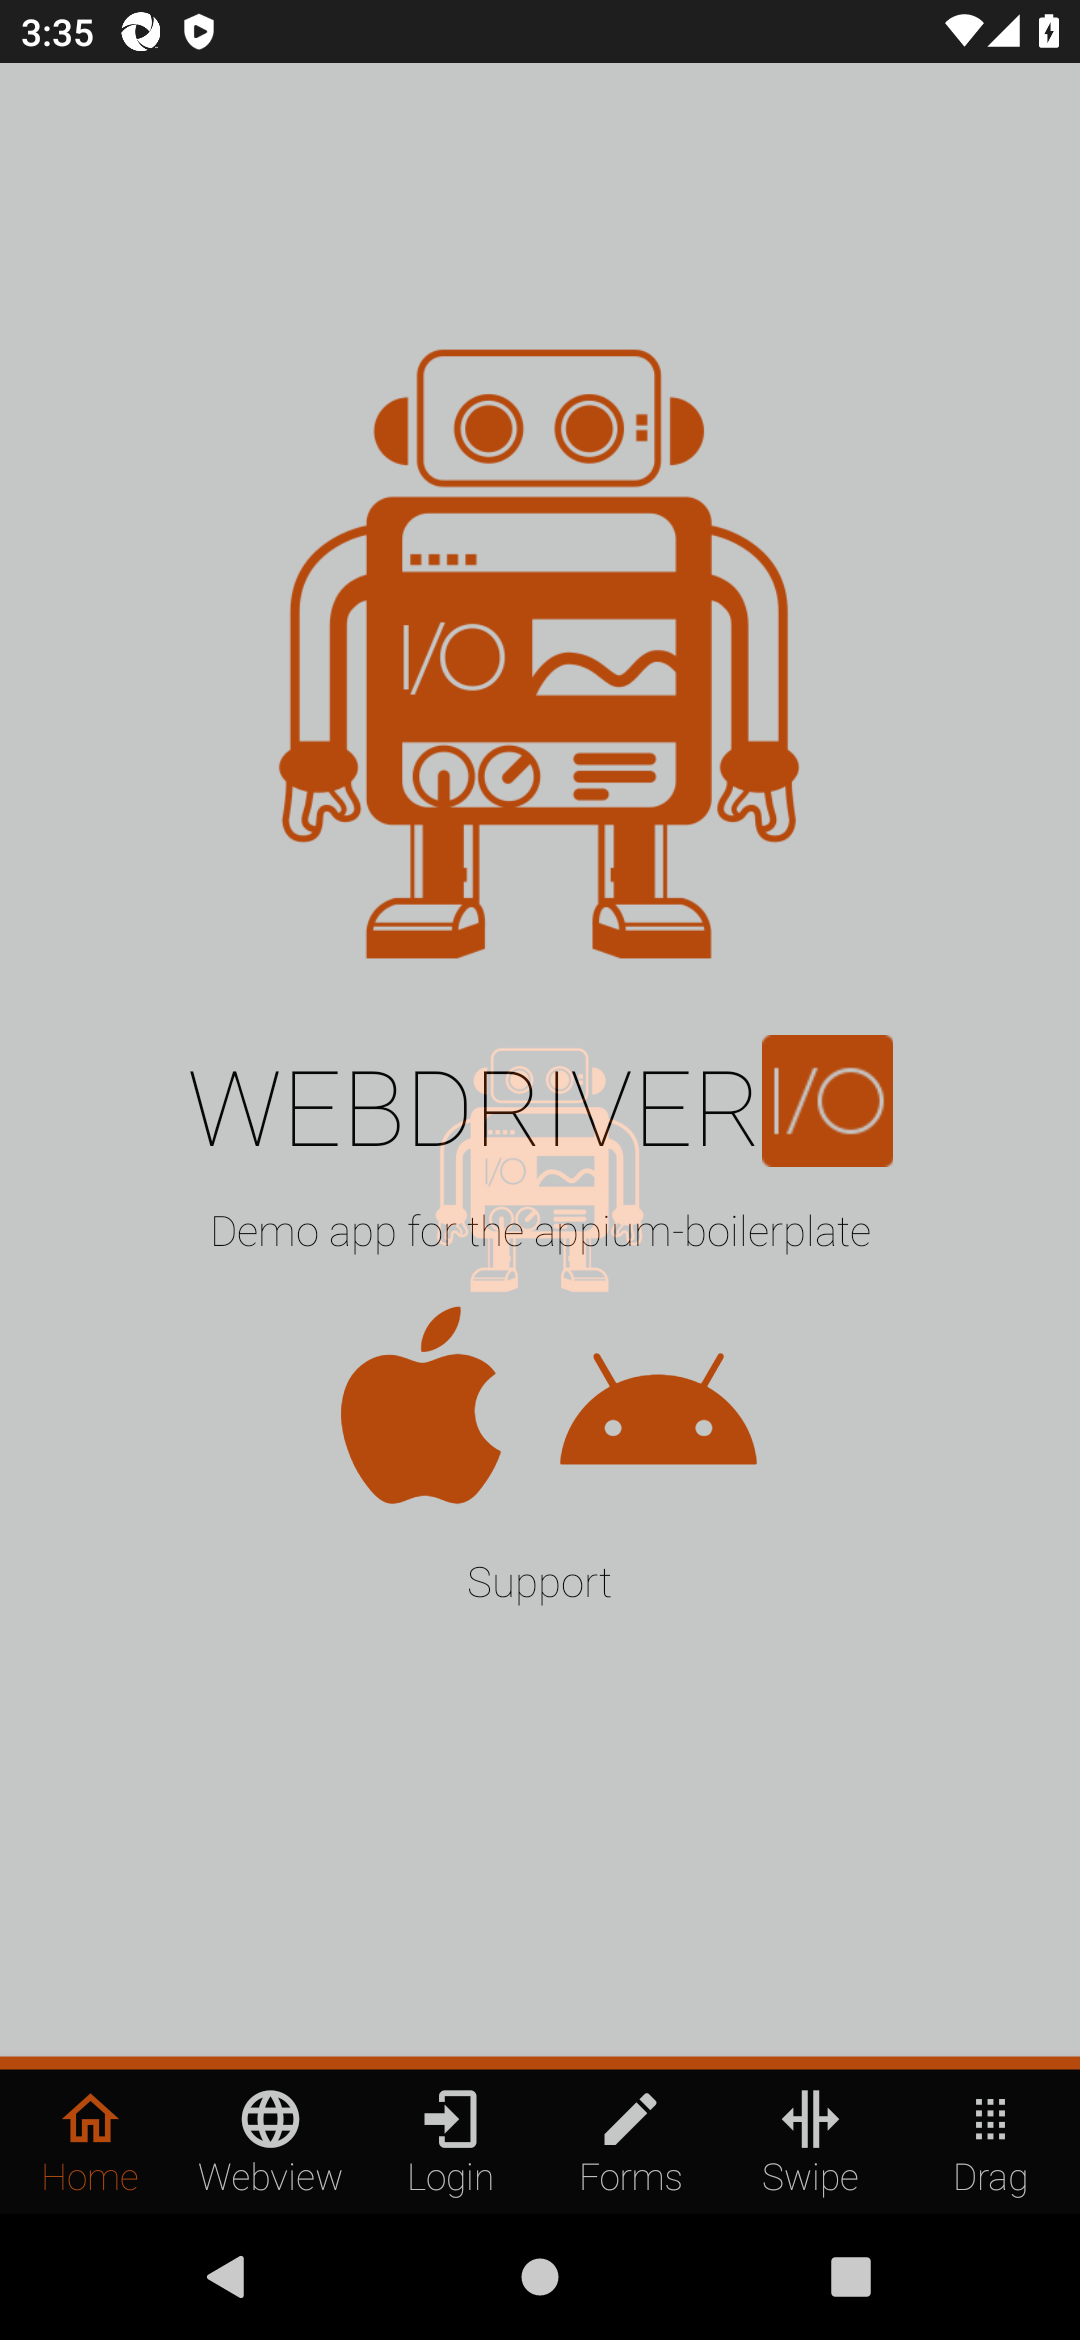 3:35
I/O
WEBDRIVER I/O
I/O
Demo app for the appium-boilerplate
Support
Home Webview Login Forms Swipe Drag